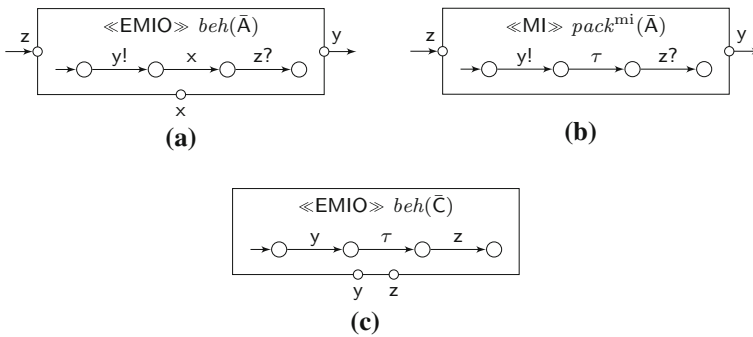 ≪EMIO≫ beh(Ā)
z
y
y! x z?
x
(a)
≪MI≫ pack^mi(Ā)
z
y
y! τ z?
(b)
≪EMIO≫ beh(C̄)
y τ z
y z
(c)